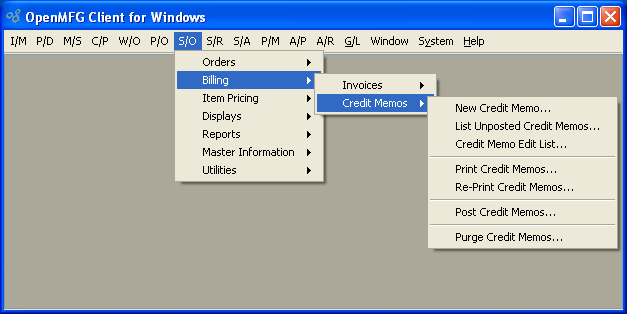 OpenMFG Client for Windows
I/M P/D M/S C/P W/O P/O S/O S/R S/A P/M A/P A/R G/L Window System Help
Orders
Billing
Item Pricing
Displays
Reports
Master Information
Utilities
Invoices
Credit Memos
New Credit Memo...
List Unposted Credit Memos...
Credit Memo Edit List...
Print Credit Memos...
Re-Print Credit Memos...
Post Credit Memos...
Purge Credit Memos...